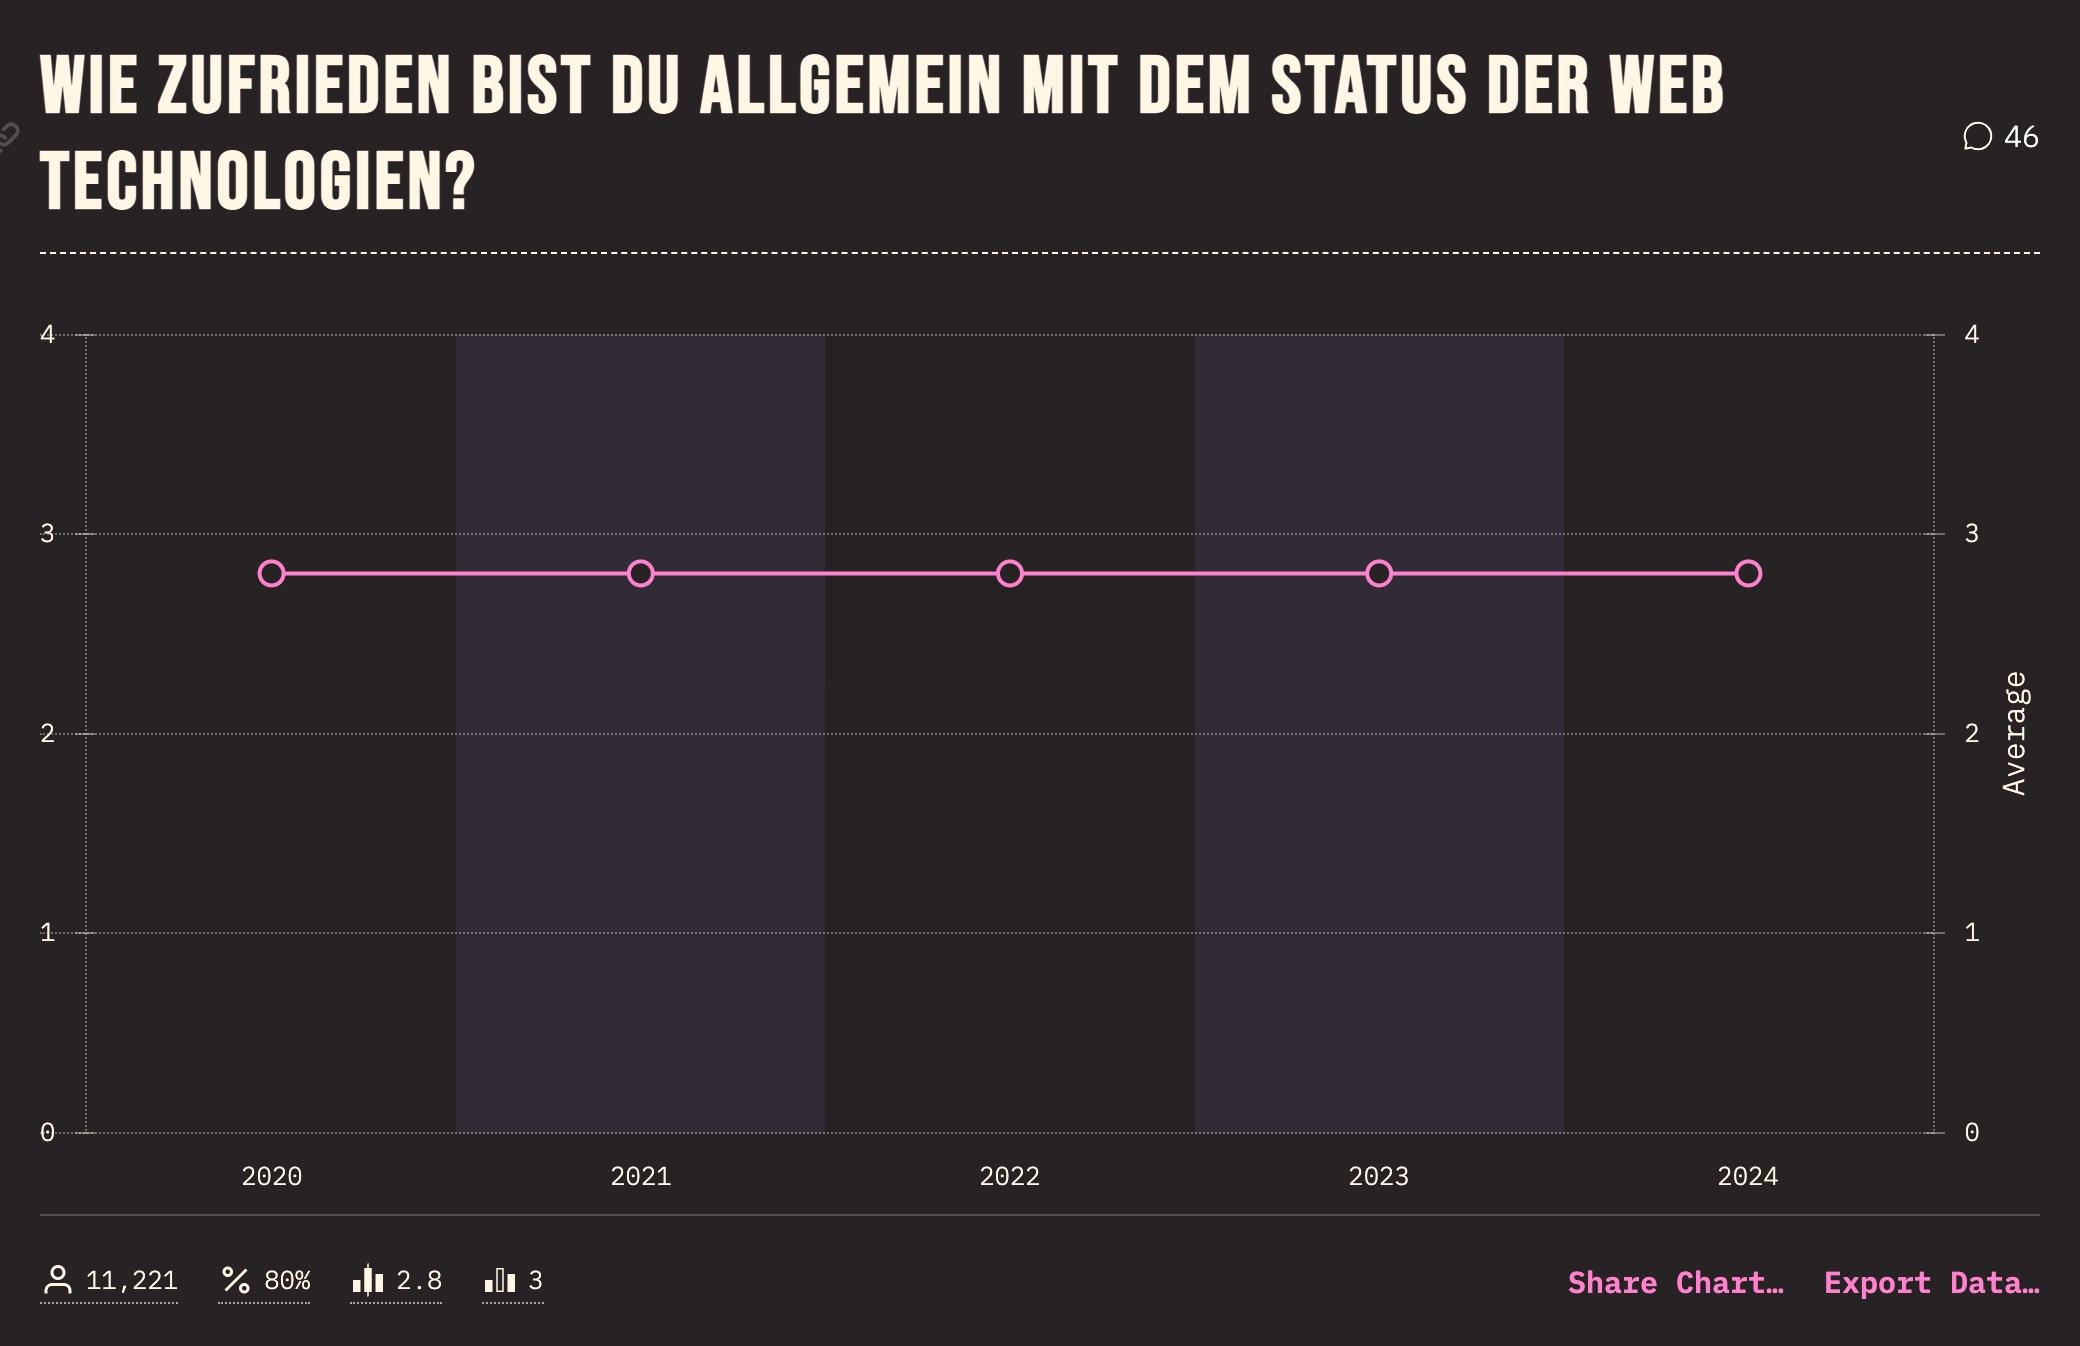 WIE ZUFRIEDEN BIST DU ALLGEMEIN MIT DEM STATUS DER WEB
TECHNOLOGIEN?
46
4 4
3 3
2 2
1 1
0 0
Average
2020 2021 2022 2023 2024
11,221 80% 2.8 3 Share Chart… Export Data…